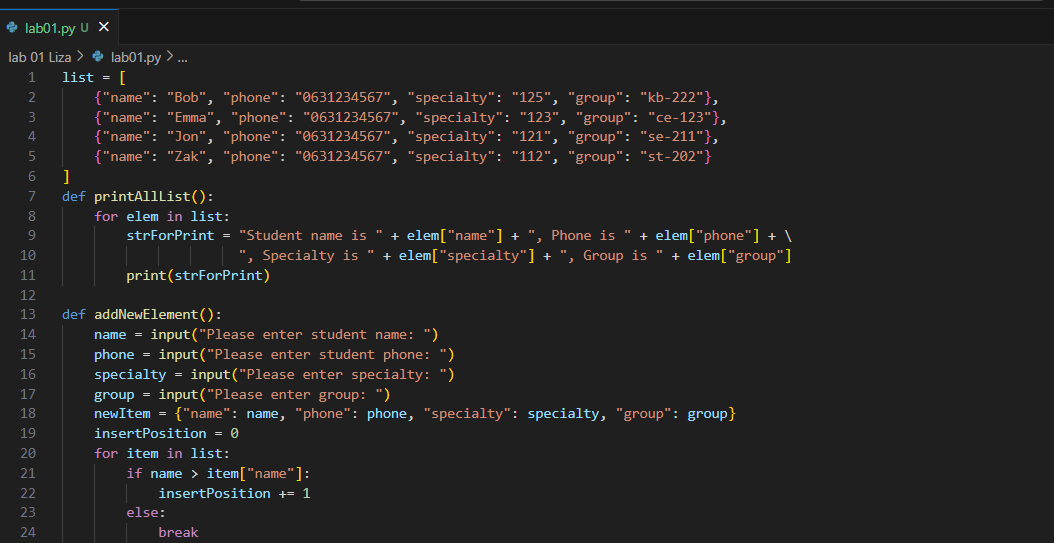 lab01.py U ×
lab 01 Liza > lab01.py > ...
1 list = [
2     {"name": "Bob", "phone": "0631234567", "specialty": "125", "group": "kb-222"},
3     {"name": "Emma", "phone": "0631234567", "specialty": "123", "group": "ce-123"},
4     {"name": "Jon", "phone": "0631234567", "specialty": "121", "group": "se-211"},
5     {"name": "Zak", "phone": "0631234567", "specialty": "112", "group": "st-202"}
6 ]
7 def printAllList():
8     for elem in list:
9         strForPrint = "Student name is " + elem["name"] + ", Phone is " + elem["phone"] + \
10                       ", Specialty is " + elem["specialty"] + ", Group is " + elem["group"]
11         print(strForPrint)
12
13 def addNewElement():
14     name = input("Please enter student name: ")
15     phone = input("Please enter student phone: ")
16     specialty = input("Please enter specialty: ")
17     group = input("Please enter group: ")
18     newItem = {"name": name, "phone": phone, "specialty": specialty, "group": group}
19     insertPosition = 0
20     for item in list:
21         if name > item["name"]:
22             insertPosition += 1
23         else:
24             break